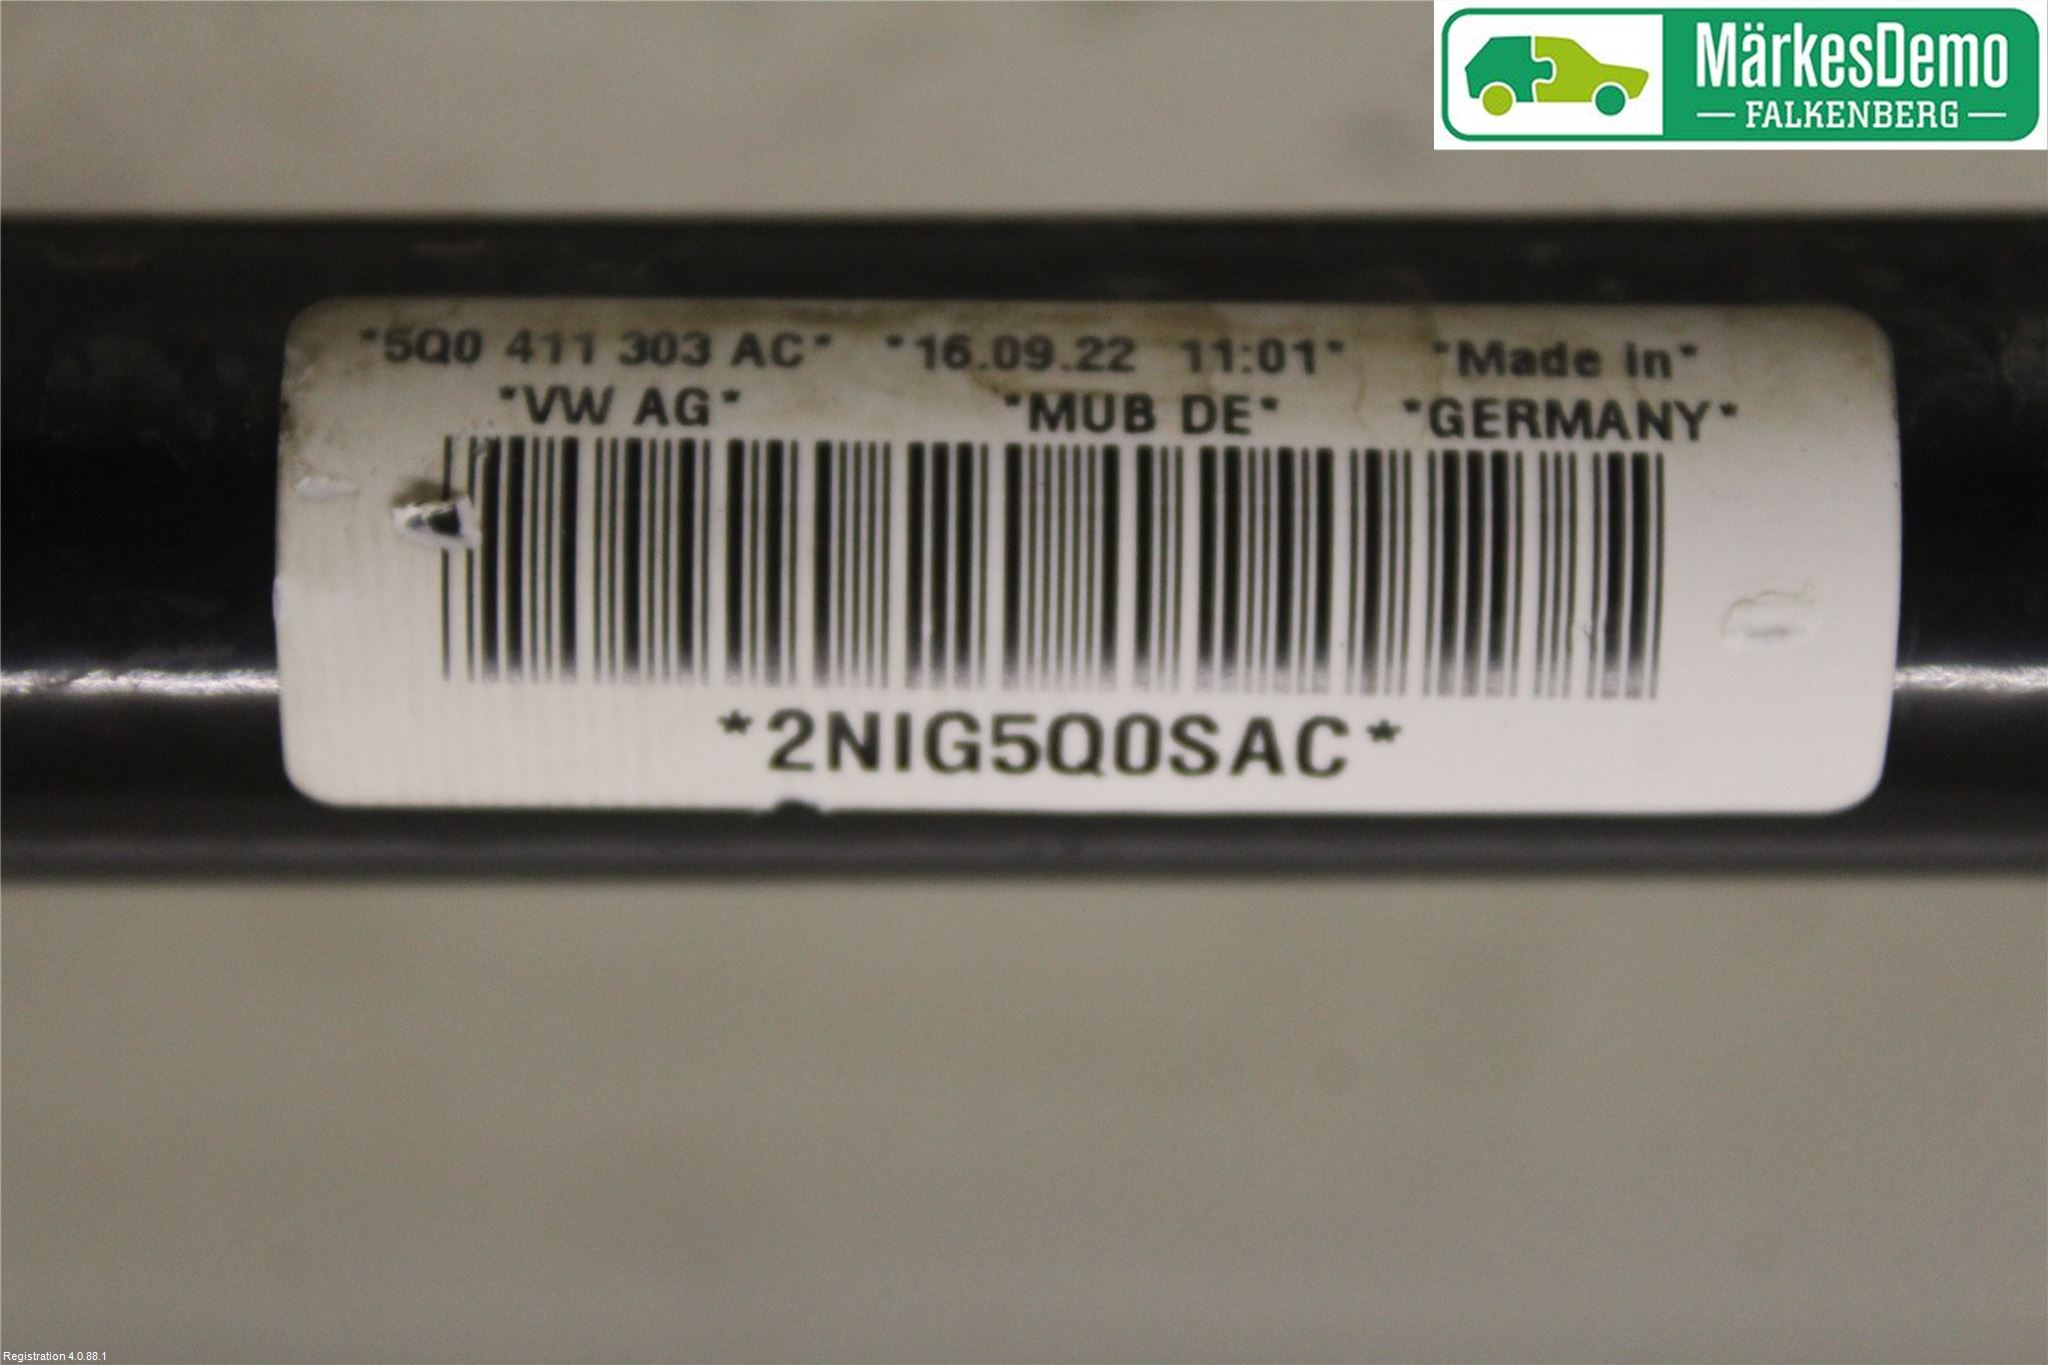 MärkesDemo
FALKENBERG
*5Q0 411 303 AC* *16.09.22 11:01* *Made in*
*VW AG* *MUB DE* *GERMANY*
*2NIG5Q0SAC*
Registration 4.0.88.1